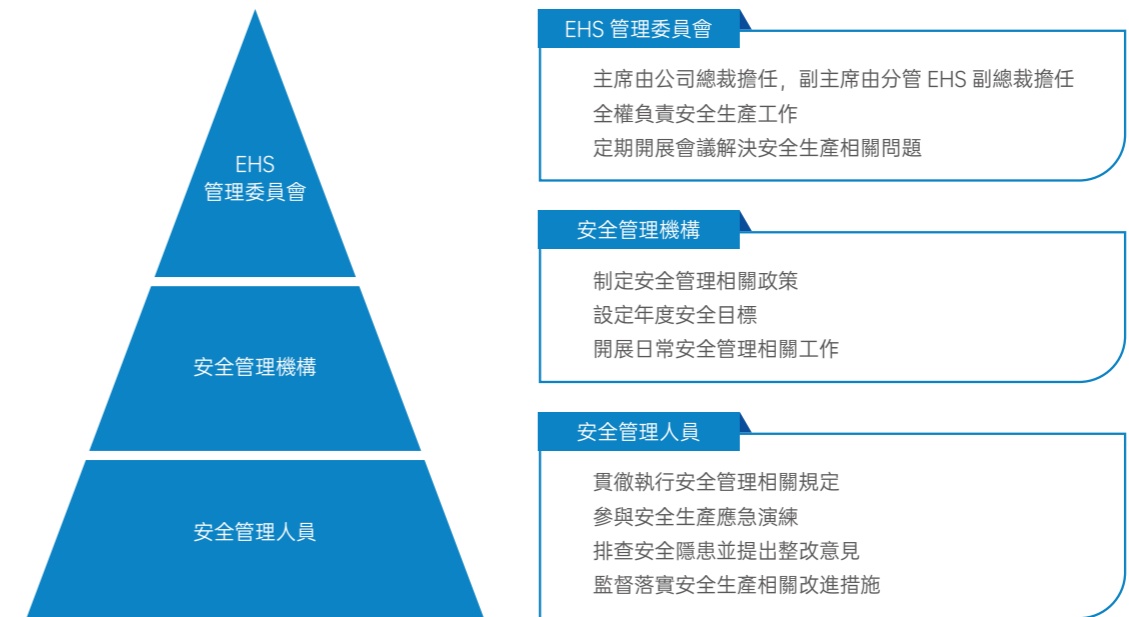 EHS
管理委員會
安全管理機構
安全管理人員
EHS 管理委員會
主席由公司總裁擔任，副主席由分管 EHS 副總裁擔任
全權負責安全生產工作
定期開展會議解決安全生產相關問題
安全管理機構
制定安全管理相關政策
設定年度安全目標
開展日常安全管理相關工作
安全管理人員
貫徹執行安全管理相關規定
參與安全生產應急演練
排查安全隱患並提出整改意見
監督落實安全生產相關改進措施